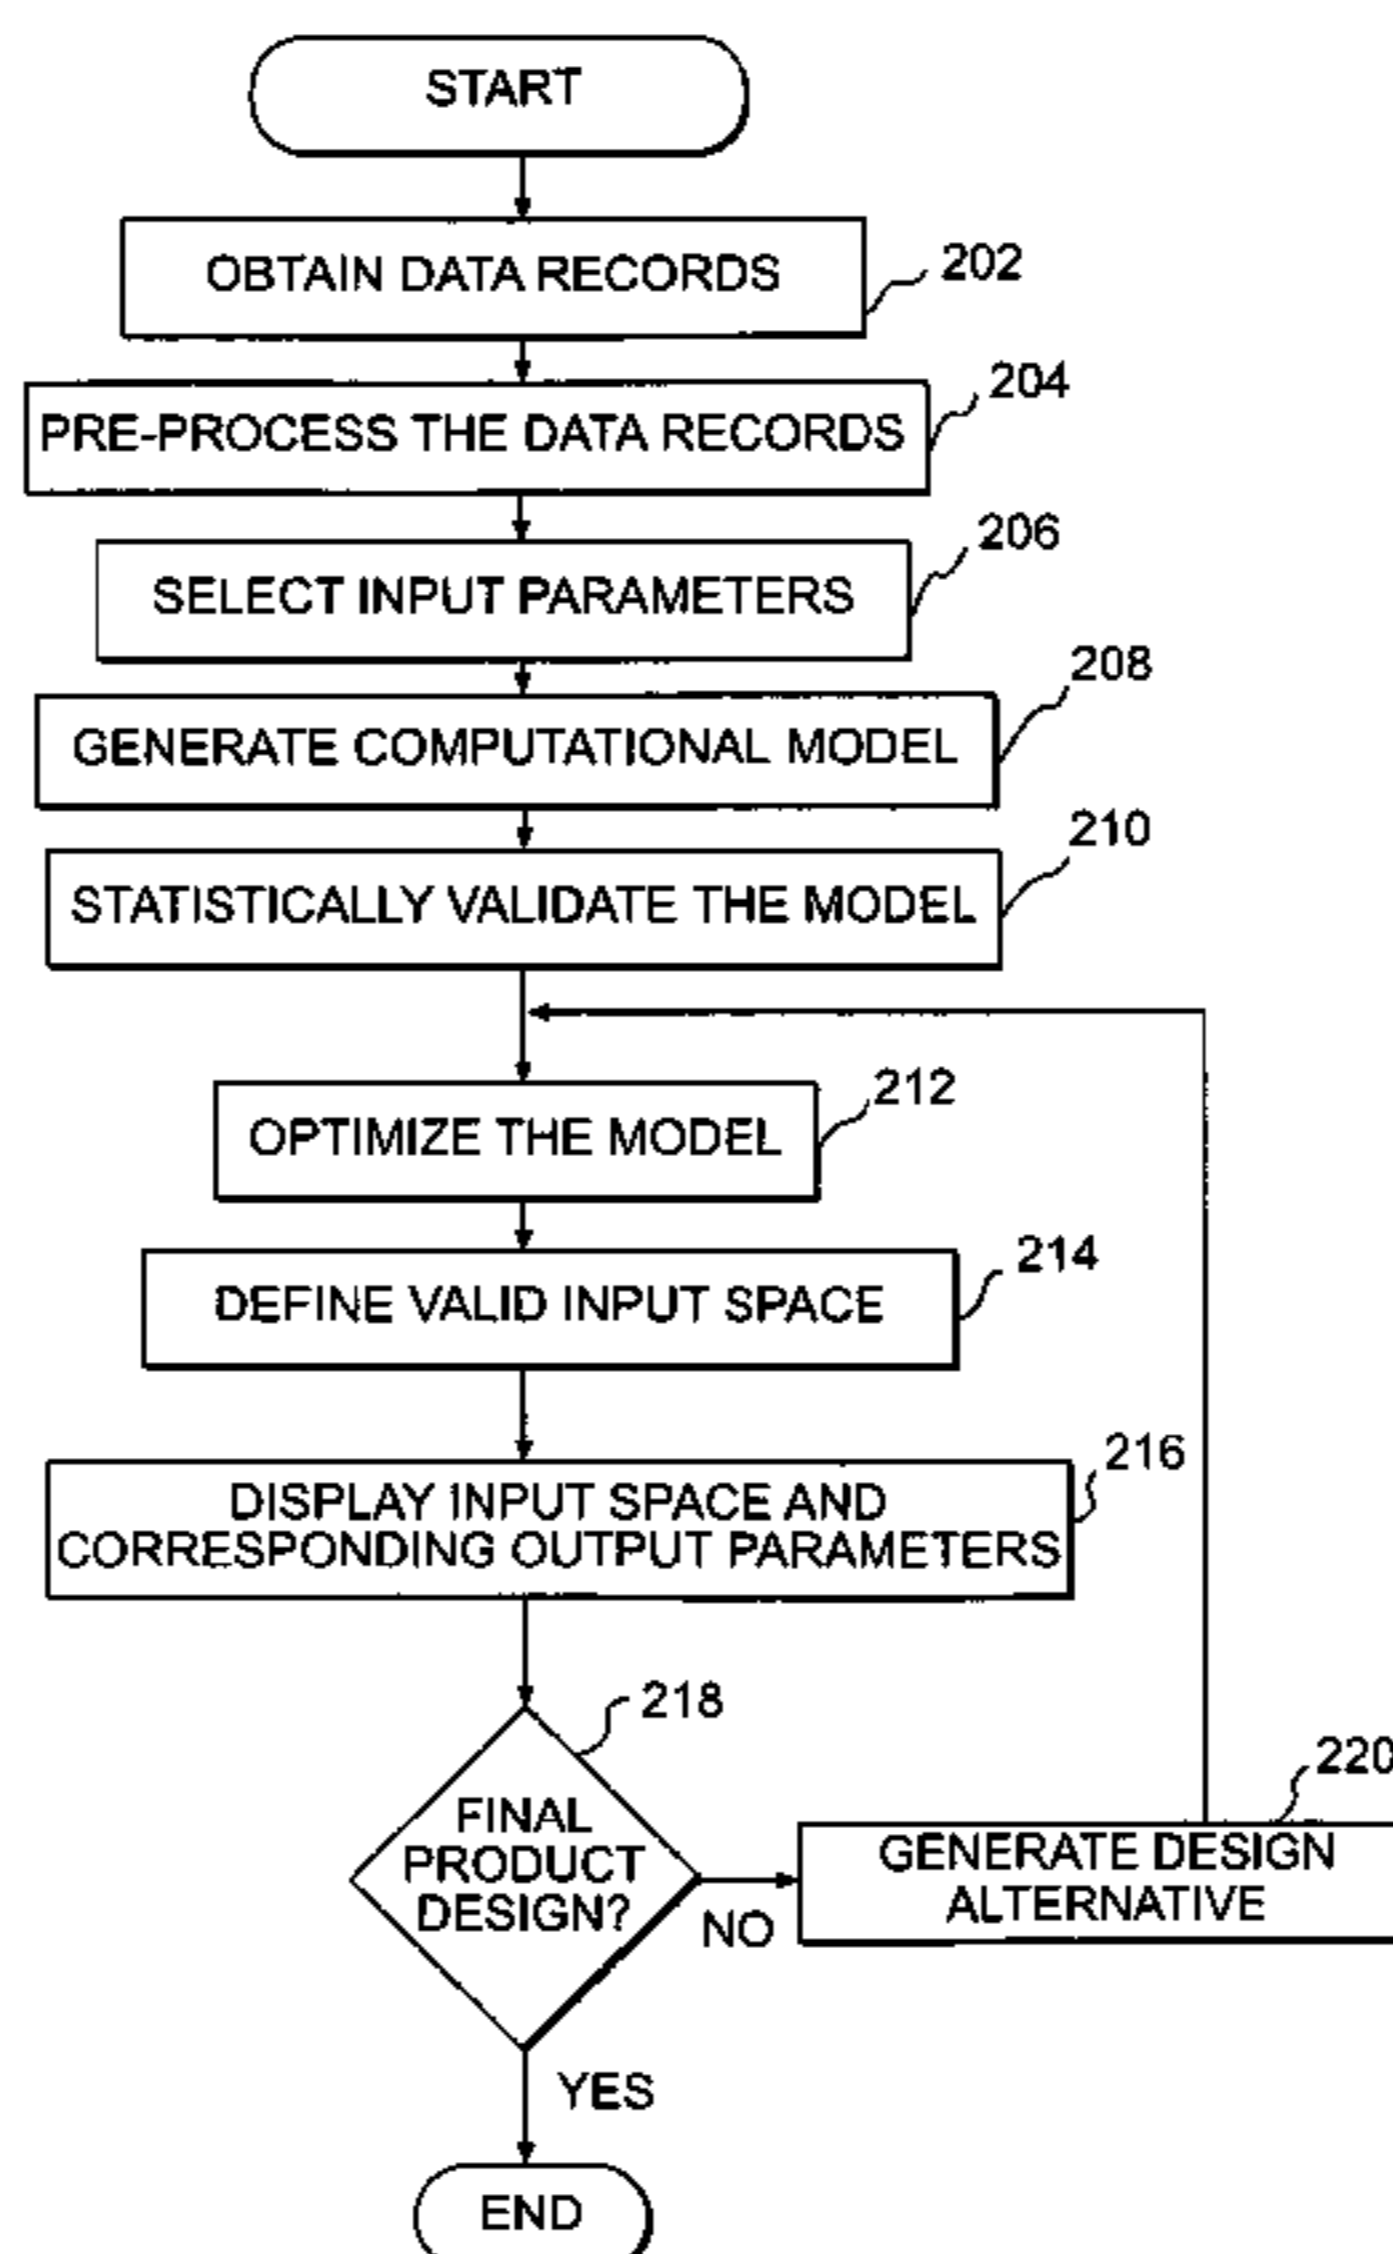 START
OBTAIN DATA RECORDS
202
PRE-PROCESS THE DATA RECORDS
204
SELECT INPUT PARAMETERS
206
GENERATE COMPUTATIONAL MODEL
208
STATISTICALLY VALIDATE THE MODEL
210
OPTIMIZE THE MODEL
212
DEFINE VALID INPUT SPACE
214
DISPLAY INPUT SPACE AND
CORRESPONDING OUTPUT PARAMETERS
216
FINAL
PRODUCT
DESIGN?
218
NO
GENERATE DESIGN
ALTERNATIVE
220
YES
END